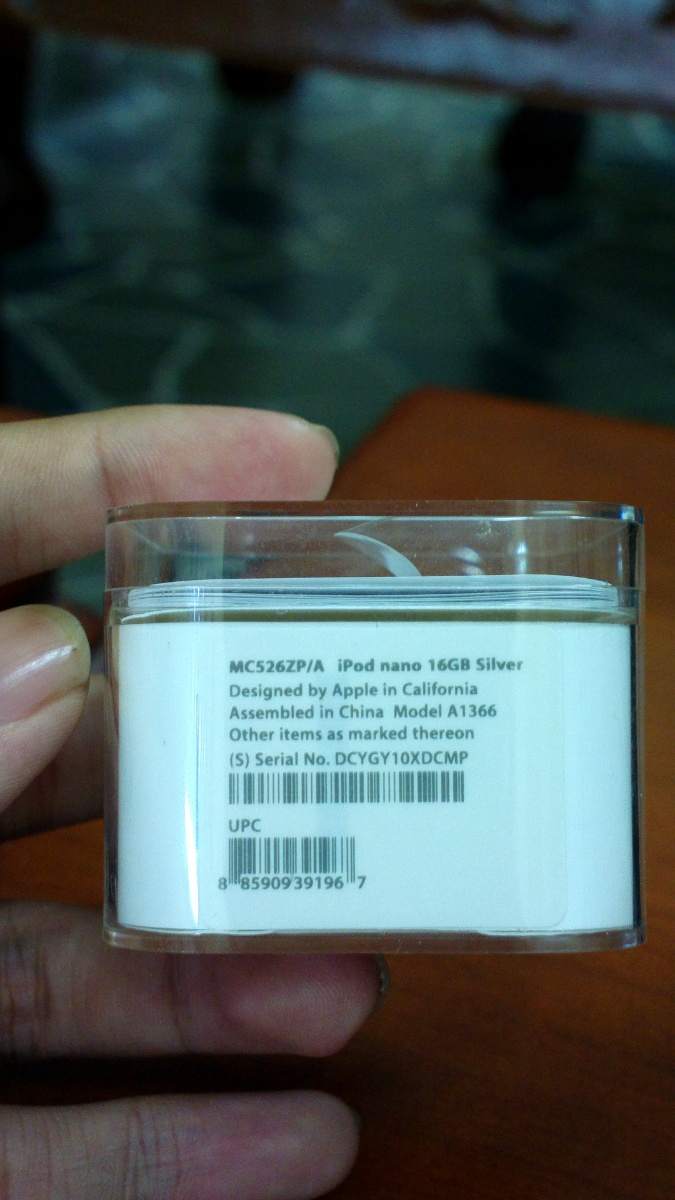 MC526ZP/A iPod nano 16GB Silver
Designed by Apple in California
Assembled in China Model A1366
Other items as marked thereon
(S) Serial No. DCYGY10XDCMP
UPC
8 85909 39196 7